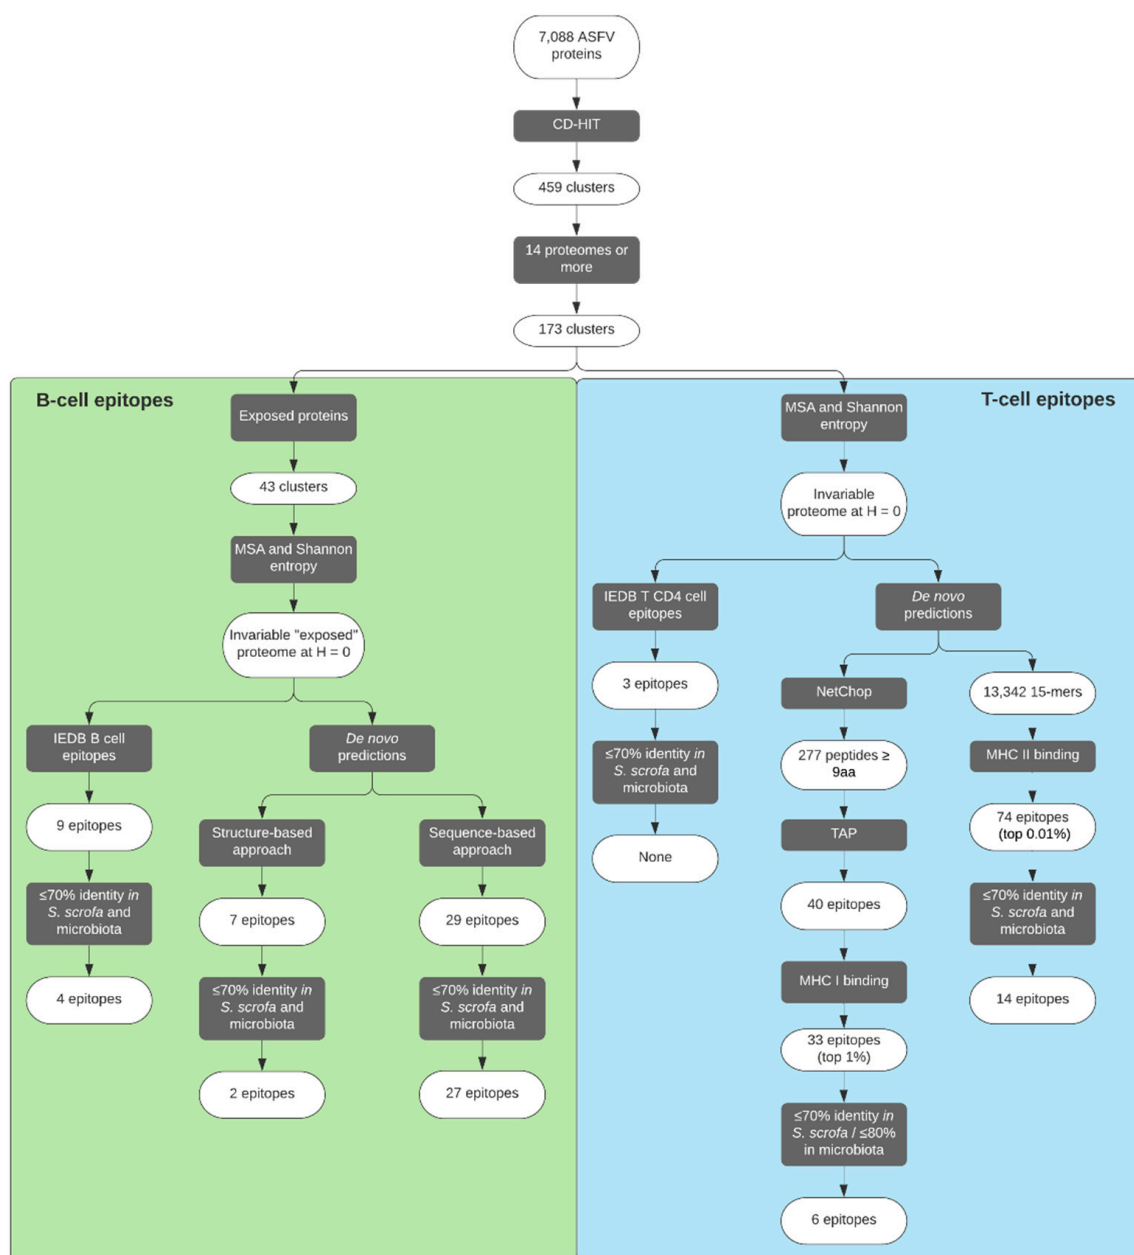 7,088 ASFV
proteins
CD-HIT
459 clusters
14 proteomes or
more
173 clusters
B-cell epitopes
Exposed proteins
43 clusters
MSA and Shannon
entropy
Invariable "exposed"
proteome at H = 0
IEDB B cell
epitopes
9 epitopes
≤70% identity in
S. scrofa and
microbiota
4 epitopes
De novo
predictions
Structure-based
approach
7 epitopes
≤70% identity in
S. scrofa and
microbiota
2 epitopes
Sequence-based
approach
29 epitopes
≤70% identity in
S. scrofa and
microbiota
27 epitopes
T-cell epitopes
MSA and Shannon
entropy
Invariable
proteome at H = 0
IEDB T CD4 cell
epitopes
3 epitopes
≤70% identity in
S. scrofa and
microbiota
None
De novo
predictions
NetChop
277 peptides ≥
9aa
TAP
40 epitopes
MHC I binding
33 epitopes
(top 1%)
≤70% identity in
S. scrofa / ≤80%
in microbiota
6 epitopes
13,342 15-mers
MHC II binding
74 epitopes
(top 0.01%)
≤70% identity in
S. scrofa and
microbiota
14 epitopes